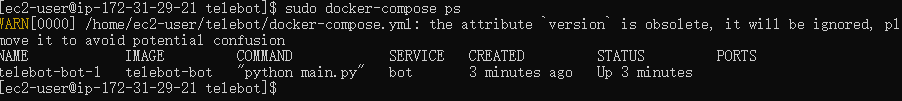 [ec2-user@ip-172-31-29-21 telebot]$ sudo docker-compose ps
WARN[0000] /home/ec2-user/telebot/docker-compose.yml: the attribute `version` is obsolete, it will be ignored, pl
move it to avoid potential confusion
NAME IMAGE COMMAND SERVICE CREATED STATUS PORTS
telebot-bot-1 telebot-bot "python main.py" bot 3 minutes ago Up 3 minutes
[ec2-user@ip-172-31-29-21 telebot]$